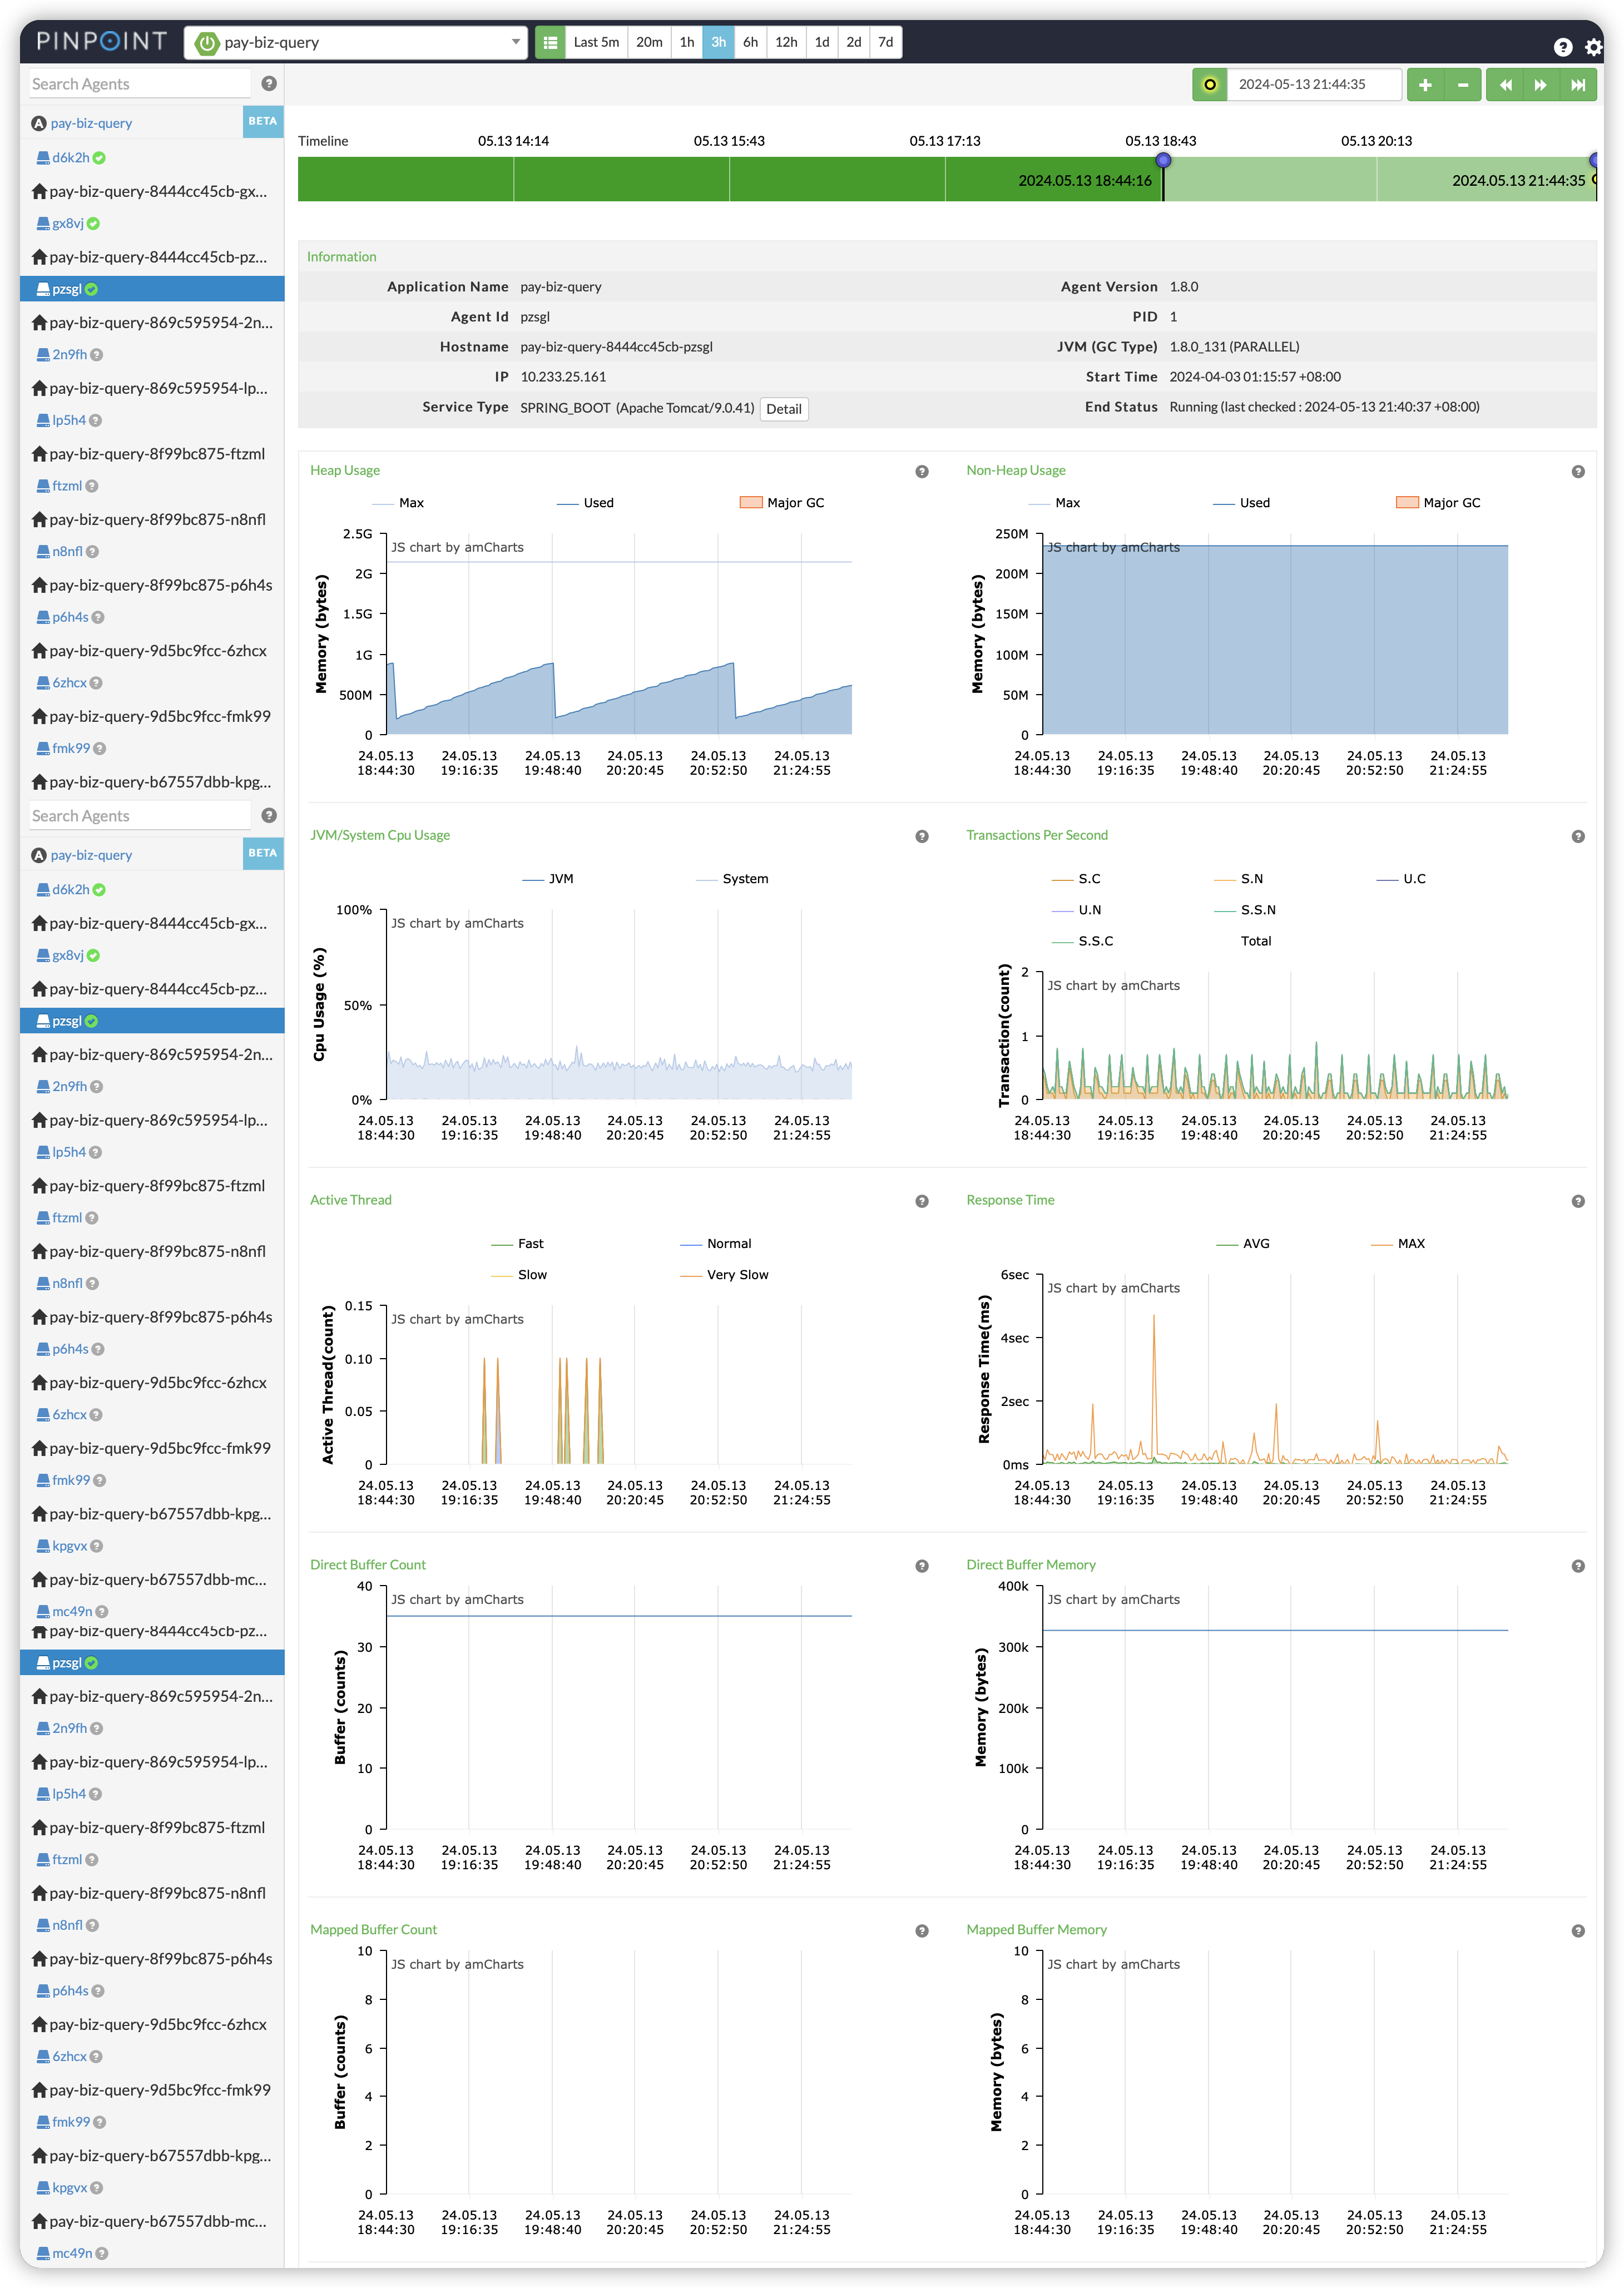 PINPOINT
pay-biz-query
Last 5m 20m 1h 3h 6h 12h 1d 2d 7d
Search Agents
2024-05-13 21:44:35
A pay-biz-query BETA
d6k2h
pay-biz-query-8444cc45cb-gx...
gx8vj
pay-biz-query-8444cc45cb-pz...
pzsgl
pay-biz-query-869c595954-2n...
2n9fh
pay-biz-query-869c595954-lp...
lp5h4
pay-biz-query-8f99bc875-ftzml
ftzml
pay-biz-query-8f99bc875-n8nfl
n8nfl
pay-biz-query-8f99bc875-p6h4s
p6h4s
pay-biz-query-9d5bc9fcc-6zhcx
6zhcx
pay-biz-query-9d5bc9fcc-fmk99
fmk99
pay-biz-query-b67557dbb-kpg...
Search Agents
A pay-biz-query BETA
d6k2h
pay-biz-query-8444cc45cb-gx...
gx8vj
pay-biz-query-8444cc45cb-pz...
pzsgl
pay-biz-query-869c595954-2n...
2n9fh
pay-biz-query-869c595954-lp...
lp5h4
pay-biz-query-8f99bc875-ftzml
ftzml
pay-biz-query-8f99bc875-n8nfl
n8nfl
pay-biz-query-8f99bc875-p6h4s
p6h4s
pay-biz-query-9d5bc9fcc-6zhcx
6zhcx
pay-biz-query-9d5bc9fcc-fmk99
fmk99
pay-biz-query-b67557dbb-kpg...
kpgvx
pay-biz-query-b67557dbb-mc...
mc49n
pay-biz-query-8444cc45cb-pz...
pzsgl
pay-biz-query-869c595954-2n...
2n9fh
pay-biz-query-869c595954-lp...
lp5h4
pay-biz-query-8f99bc875-ftzml
ftzml
pay-biz-query-8f99bc875-n8nfl
n8nfl
pay-biz-query-8f99bc875-p6h4s
p6h4s
pay-biz-query-9d5bc9fcc-6zhcx
6zhcx
pay-biz-query-9d5bc9fcc-fmk99
fmk99
pay-biz-query-b67557dbb-kpg...
kpgvx
pay-biz-query-b67557dbb-mc...
mc49n
Timeline 05.13 14:14 05.13 15:43 05.13 17:13 05.13 18:43 05.13 20:13
2024.05.13 18:44:16 2024.05.13 21:44:35
Information
Application Name pay-biz-query Agent Version 1.8.0
Agent Id pzsgl PID 1
Hostname pay-biz-query-8444cc45cb-pzsgl JVM (GC Type) 1.8.0_131 (PARALLEL)
IP 10.233.25.161 Start Time 2024-04-03 01:15:57 +08:00
Service Type SPRING_BOOT (Apache Tomcat/9.0.41) Detail End Status Running (last checked : 2024-05-13 21:40:37 +08:00)
Heap Usage
Max Used Major GC
JS chart by amCharts
Memory (bytes)
2.5G
2G
1.5G
1G
500M
0
24.05.13 24.05.13 24.05.13 24.05.13 24.05.13 24.05.13
18:44:30 19:16:35 19:48:40 20:20:45 20:52:50 21:24:55
Non-Heap Usage
Max Used Major GC
JS chart by amCharts
Memory (bytes)
250M
200M
150M
100M
50M
0
24.05.13 24.05.13 24.05.13 24.05.13 24.05.13 24.05.13
18:44:30 19:16:35 19:48:40 20:20:45 20:52:50 21:24:55
JVM/System Cpu Usage
JVM System
JS chart by amCharts
Cpu Usage (%)
100%
50%
0%
24.05.13 24.05.13 24.05.13 24.05.13 24.05.13 24.05.13
18:44:30 19:16:35 19:48:40 20:20:45 20:52:50 21:24:55
Transactions Per Second
S.C S.N U.C
U.N S.S.N
S.S.C Total
JS chart by amCharts
Transaction(count)
2
1
0
24.05.13 24.05.13 24.05.13 24.05.13 24.05.13 24.05.13
18:44:30 19:16:35 19:48:40 20:20:45 20:52:50 21:24:55
Active Thread
Fast Normal
Slow Very Slow
JS chart by amCharts
Active Thread(count)
0.15
0.10
0.05
0
24.05.13 24.05.13 24.05.13 24.05.13 24.05.13 24.05.13
18:44:30 19:16:35 19:48:40 20:20:45 20:52:50 21:24:55
Response Time
AVG MAX
JS chart by amCharts
Response Time(ms)
6sec
4sec
2sec
0ms
24.05.13 24.05.13 24.05.13 24.05.13 24.05.13 24.05.13
18:44:30 19:16:35 19:48:40 20:20:45 20:52:50 21:24:55
Direct Buffer Count
JS chart by amCharts
Buffer (counts)
40
30
20
10
0
24.05.13 24.05.13 24.05.13 24.05.13 24.05.13 24.05.13
18:44:30 19:16:35 19:48:40 20:20:45 20:52:50 21:24:55
Direct Buffer Memory
JS chart by amCharts
Memory (bytes)
400k
300k
200k
100k
0
24.05.13 24.05.13 24.05.13 24.05.13 24.05.13 24.05.13
18:44:30 19:16:35 19:48:40 20:20:45 20:52:50 21:24:55
Mapped Buffer Count
JS chart by amCharts
Buffer (counts)
10
8
6
4
2
0
24.05.13 24.05.13 24.05.13 24.05.13 24.05.13 24.05.13
18:44:30 19:16:35 19:48:40 20:20:45 20:52:50 21:24:55
Mapped Buffer Memory
JS chart by amCharts
Memory (bytes)
10
8
6
4
2
0
24.05.13 24.05.13 24.05.13 24.05.13 24.05.13 24.05.13
18:44:30 19:16:35 19:48:40 20:20:45 20:52:50 21:24:55